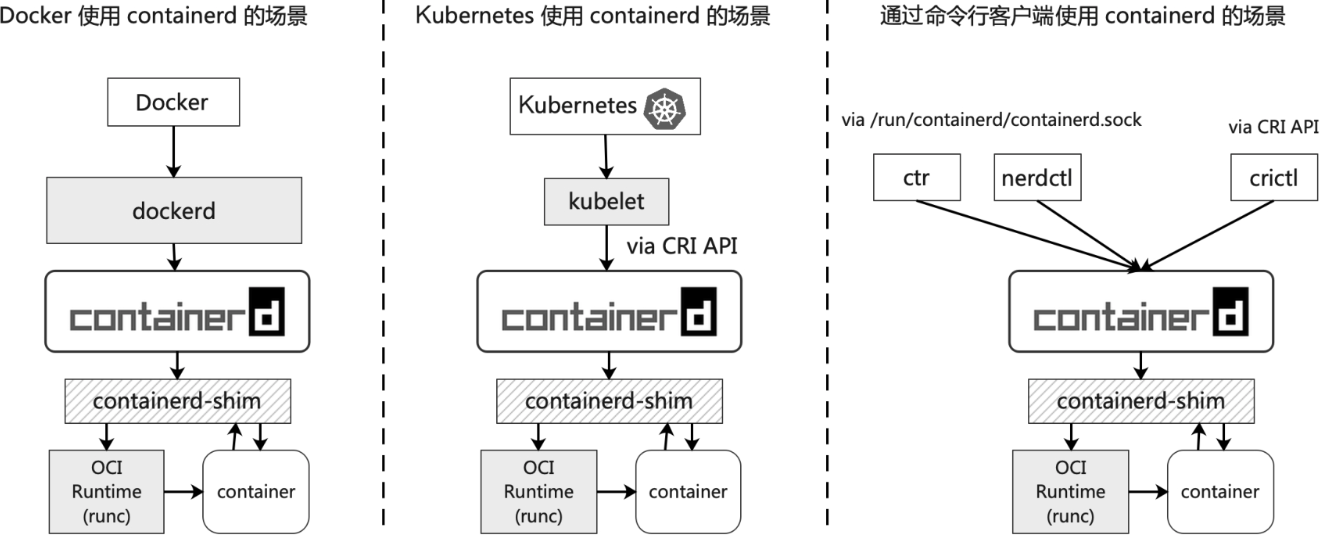 Docker 使用 containerd 的场景
Docker
dockerd
containerd
containerd-shim
OCI
Runtime
(runc)
container
Kubernetes 使用 containerd 的场景
Kubernetes
kubelet
via CRI API
containerd
containerd-shim
OCI
Runtime
(runc)
container
通过命令行客户端使用 containerd 的场景
via /run/containerd/containerd.sock
via CRI API
ctr
nerdctl
crictl
containerd
containerd-shim
OCI
Runtime
(runc)
container